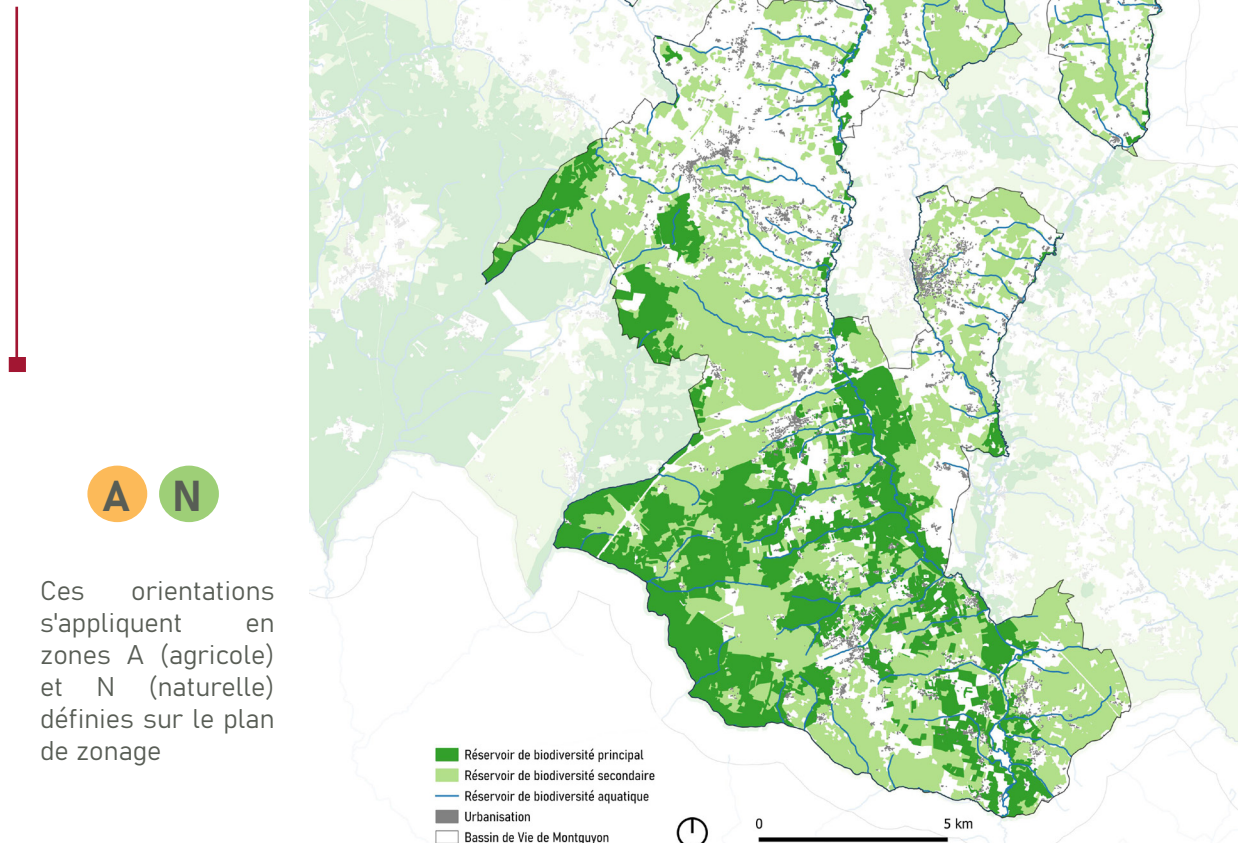 A N
Ces orientations
s'appliquent en
zones A (agricole)
et N (naturelle)
définies sur le plan
de zonage
Réservoir de biodiversité principal
Réservoir de biodiversité secondaire
Réservoir de biodiversité aquatique
Urbanisation
Bassin de Vie de Montguyon
0 5 km